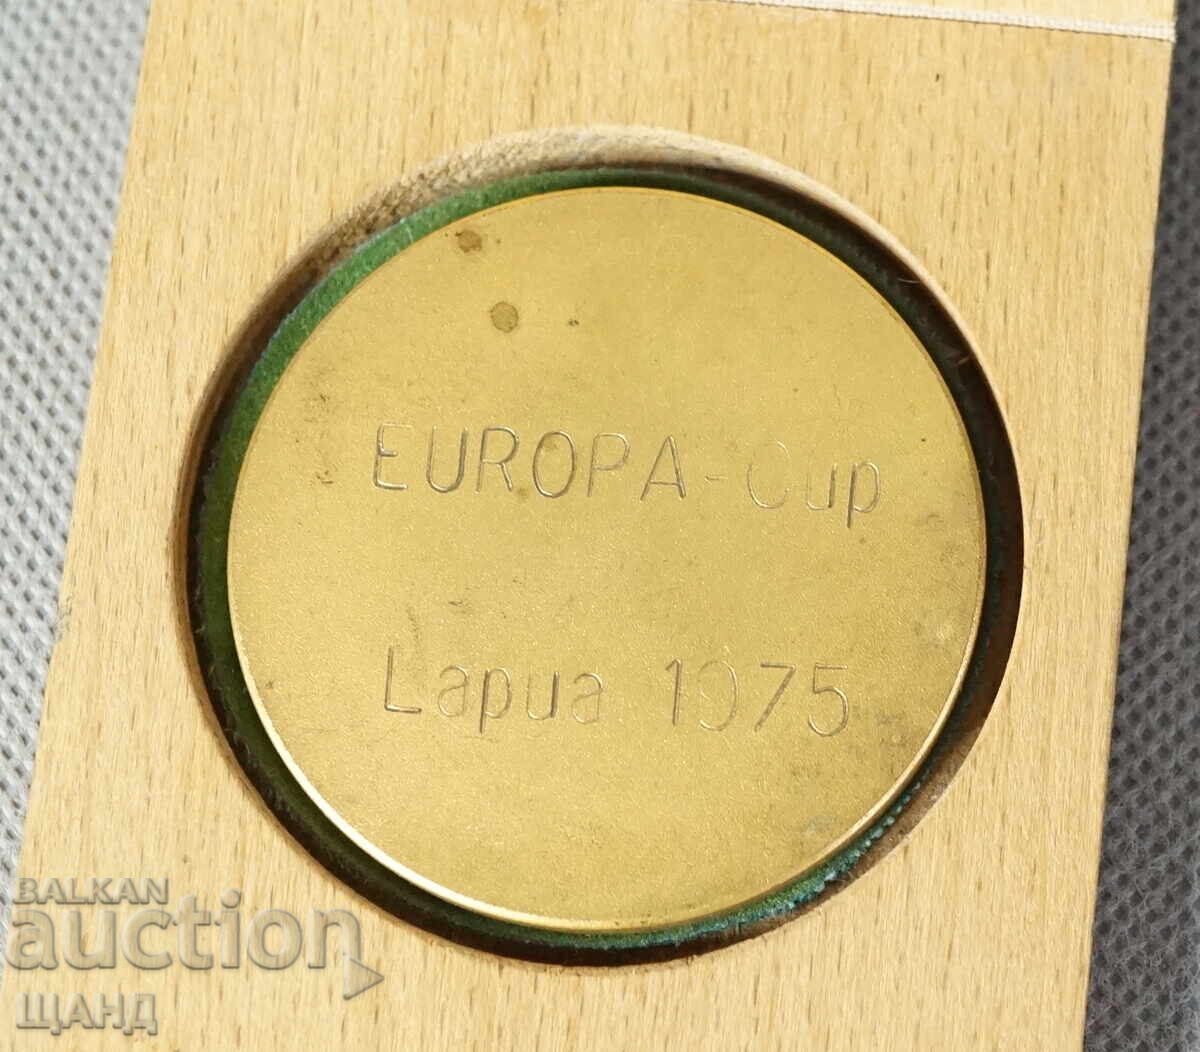 EUROPA-Cup
Lapua 1975
BALKAN
auction
ЩАНД